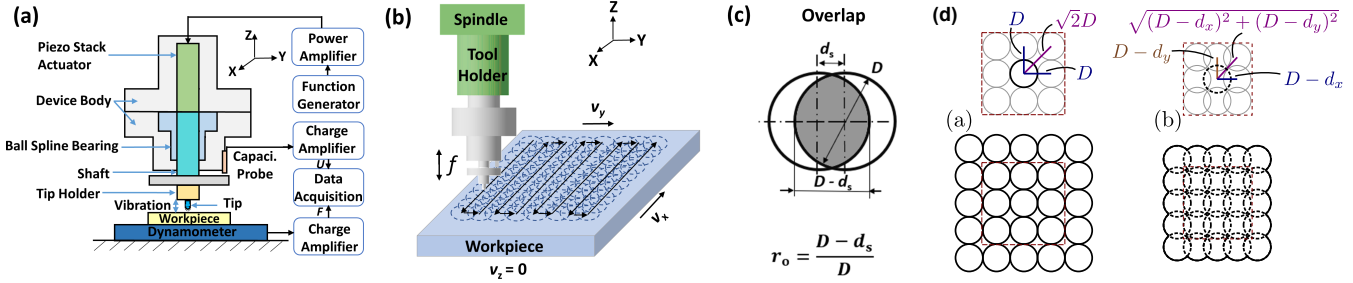 (a)
Piezo Stack
Actuator
Device Body
Ball Spline Bearing
Shaft
Tip Holder
Vibration
Tip
Workpiece
Dynamometer
Z
Y
X
Capaci.
Probe
Power
Amplifier
Function
Generator
Charge
Amplifier
U
Data
Acquisition
F
Charge
Amplifier
(b)
Spindle
Tool
Holder
Z
Y
X
f
v_y
v_x
Workpiece
v_z = 0
(c)
Overlap
d_s
D
D - d_s
r_o = (D - d_s)/D
(d)
D
√2D
D
√((D − d_x)² + (D − d_y)²)
D − d_y
D − d_x
(a)
(b)